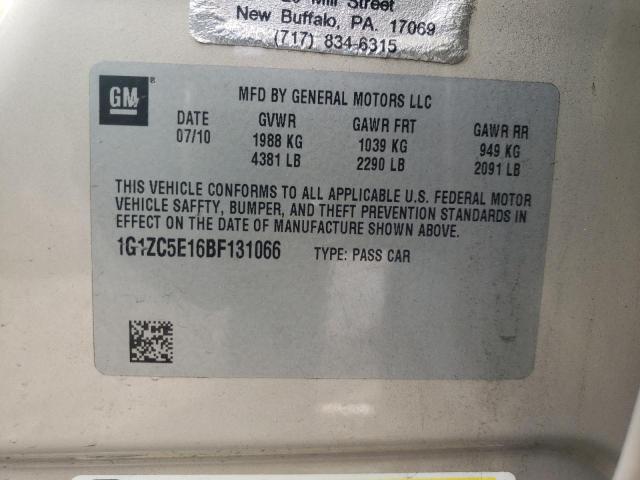 Mill Street
New Buffalo, PA. 17069
(717) 834-6315
GM ®
MFD BY GENERAL MOTORS LLC
DATE GVWR GAWR FRT GAWR RR
07/10 1988 KG 1039 KG 949 KG
4381 LB 2290 LB 2091 LB
THIS VEHICLE CONFORMS TO ALL APPLICABLE U.S. FEDERAL MOTOR
VEHICLE SAFFTY, BUMPER, AND THEFT PREVENTION STANDARDS IN
EFFECT ON THE DATE OF MANUFACTURE SHOWN ABOVE.
1G1ZC5E16BF131066 TYPE: PASS CAR